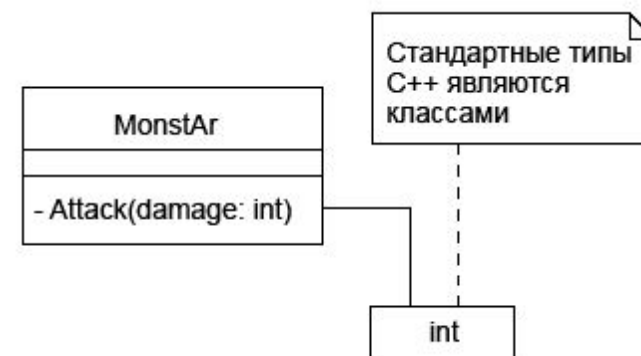 Стандартные типы
C++ являются
классами
MonstAr
- Attack(damage: int)
int